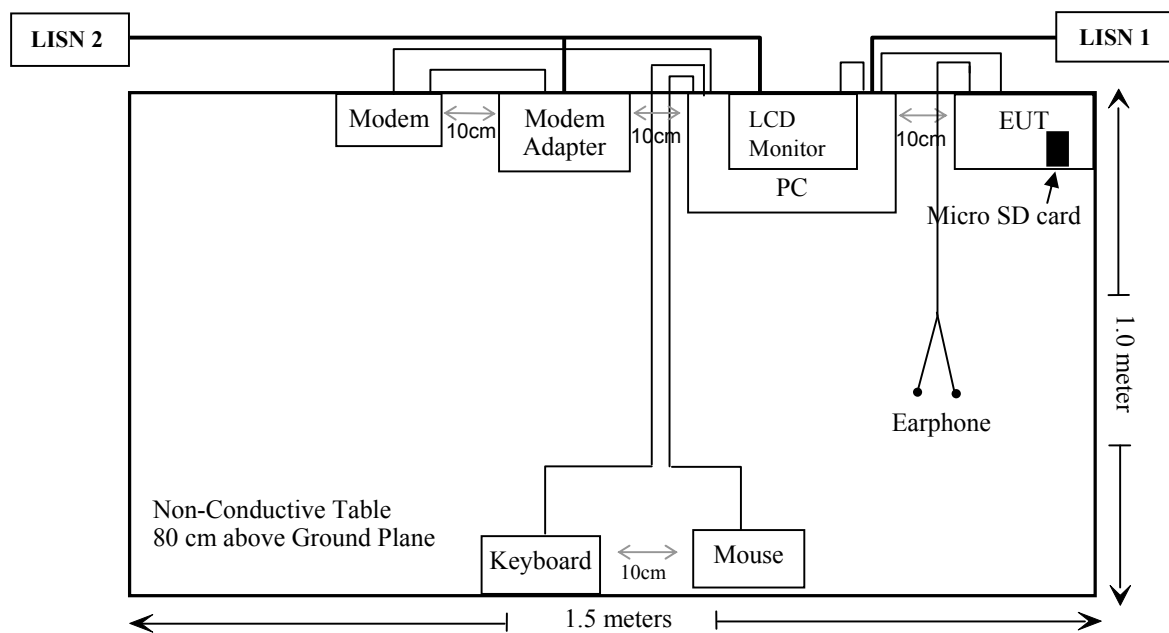 LISN 2
LISN 1
Modem
10cm
Modem
Adapter
10cm
LCD
Monitor
PC
10cm
EUT
Micro SD card
1.0 meter
Earphone
Non-Conductive Table
80 cm above Ground Plane
Keyboard
10cm
Mouse
1.5 meters